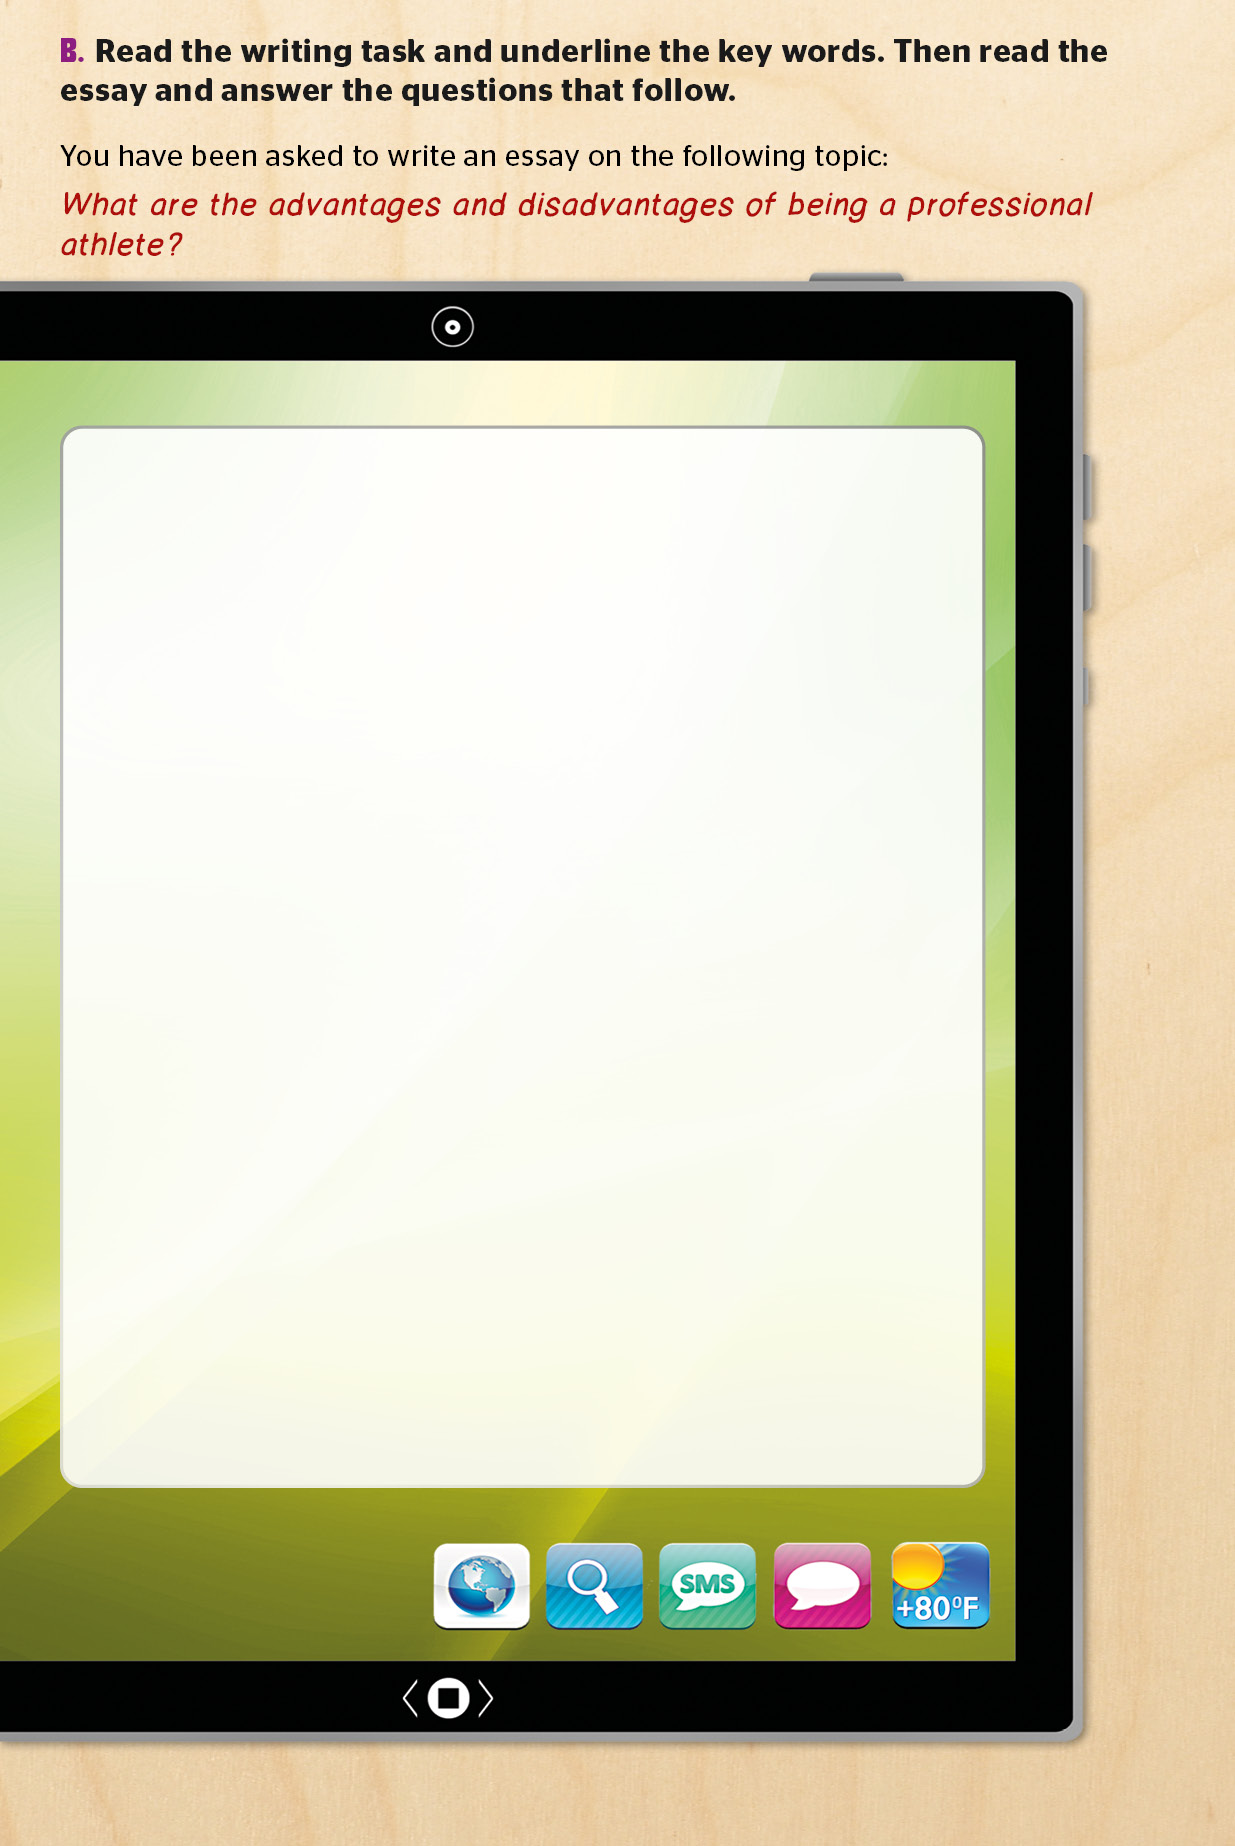 B. Read the writing task and underline the key words. Then read the
essay and answer the questions that follow.
You have been asked to write an essay on the following topic:
What are the advantages and disadvantages of being a professional
athlete?
SMS
+80°F